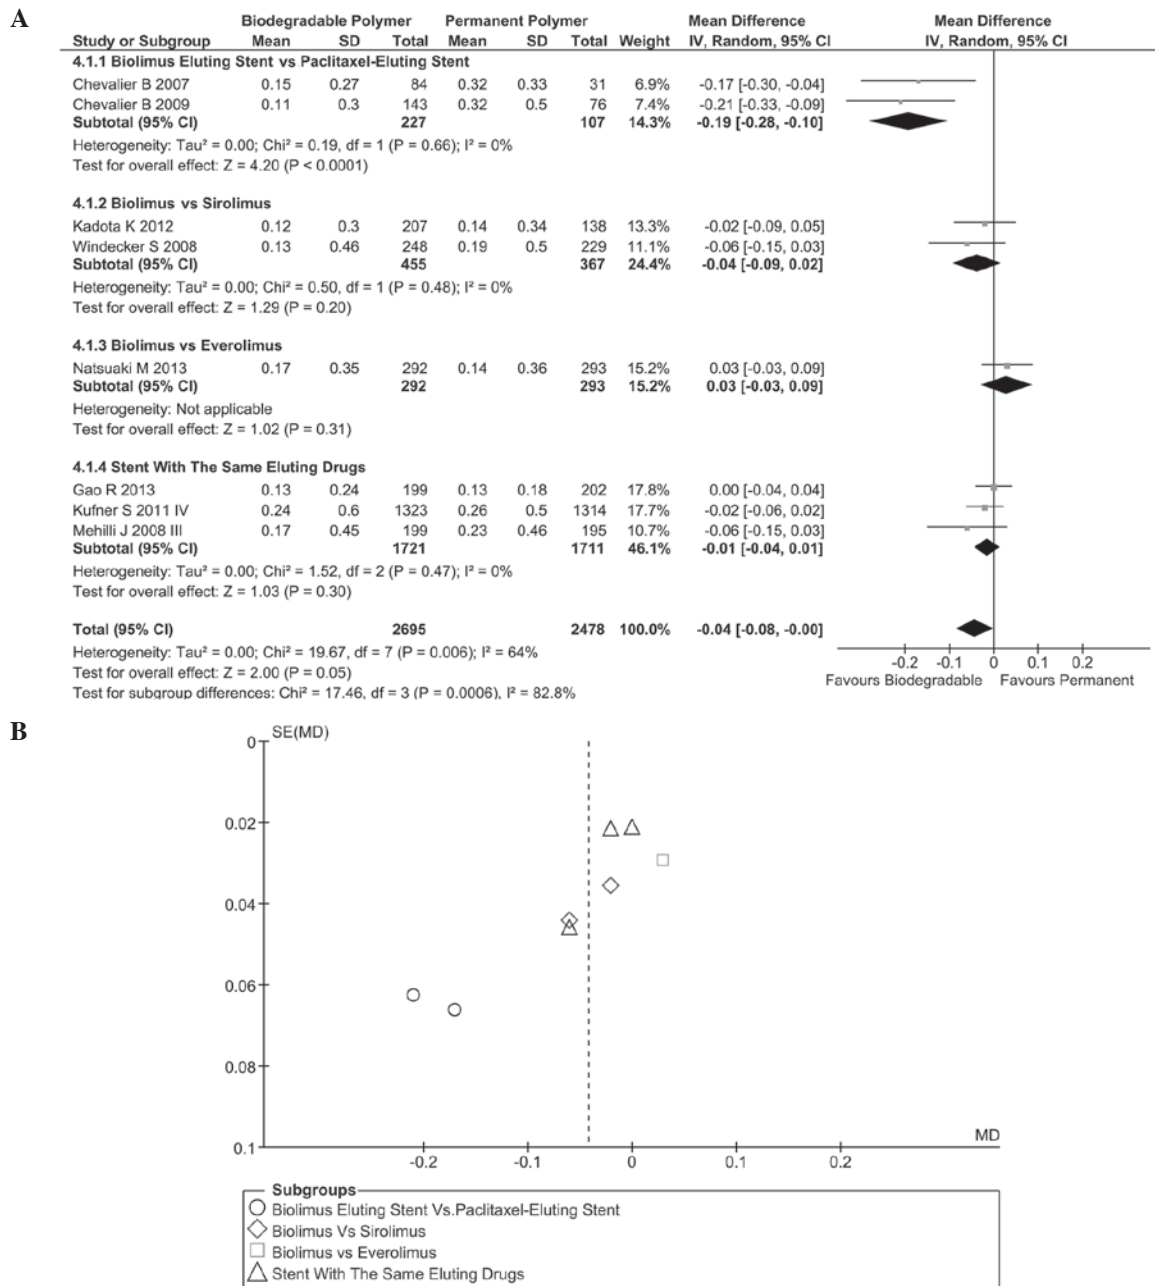 A
Biodegradable Polymer Permanent Polymer Mean Difference Mean Difference
Study or Subgroup Mean SD Total Mean SD Total Weight IV, Random, 95% CI IV, Random, 95% CI
4.1.1 Biolimus Eluting Stent vs Paclitaxel-Eluting Stent
Chevalier B 2007 0.15 0.27 84 0.32 0.33 31 6.9% -0.17 [-0.30, -0.04]
Chevalier B 2009 0.11 0.3 143 0.32 0.5 76 7.4% -0.21 [-0.33, -0.09]
Subtotal (95% CI) 227 107 14.3% -0.19 [-0.28, -0.10]
Heterogeneity: Tau² = 0.00; Chi² = 0.19, df = 1 (P = 0.66); I² = 0%
Test for overall effect: Z = 4.20 (P < 0.0001)
4.1.2 Biolimus vs Sirolimus
Kadota K 2012 0.12 0.3 207 0.14 0.34 138 13.3% -0.02 [-0.09, 0.05]
Windecker S 2008 0.13 0.46 248 0.19 0.5 229 11.1% -0.06 [-0.15, 0.03]
Subtotal (95% CI) 455 367 24.4% -0.04 [-0.09, 0.02]
Heterogeneity: Tau² = 0.00; Chi² = 0.50, df = 1 (P = 0.48); I² = 0%
Test for overall effect: Z = 1.29 (P = 0.20)
4.1.3 Biolimus vs Everolimus
Natsuaki M 2013 0.17 0.35 292 0.14 0.36 293 15.2% 0.03 [-0.03, 0.09]
Subtotal (95% CI) 292 293 15.2% 0.03 [-0.03, 0.09]
Heterogeneity: Not applicable
Test for overall effect: Z = 1.02 (P = 0.31)
4.1.4 Stent With The Same Eluting Drugs
Gao R 2013 0.13 0.24 199 0.13 0.18 202 17.8% 0.00 [-0.04, 0.04]
Kufner S 2011 IV 0.24 0.6 1323 0.26 0.5 1314 17.7% -0.02 [-0.06, 0.02]
Mehilli J 2008 III 0.17 0.45 199 0.23 0.46 195 10.7% -0.06 [-0.15, 0.03]
Subtotal (95% CI) 1721 1711 46.1% -0.01 [-0.04, 0.01]
Heterogeneity: Tau² = 0.00; Chi² = 1.52, df = 2 (P = 0.47); I² = 0%
Test for overall effect: Z = 1.03 (P = 0.30)
Total (95% CI) 2695 2478 100.0% -0.04 [-0.08, -0.00]
Heterogeneity: Tau² = 0.00; Chi² = 19.67, df = 7 (P = 0.006); I² = 64%
Test for overall effect: Z = 2.00 (P = 0.05)
Test for subgroup differences: Chi² = 17.46, df = 3 (P = 0.0006), I² = 82.8%
-0.2 -0.1 0 0.1 0.2
Favours Biodegradable Favours Permanent
B
SE(MD)
0
0.02
0.04
0.06
0.08
0.1
MD
-0.2 -0.1 0 0.1 0.2
Subgroups
Biolimus Eluting Stent Vs.Paclitaxel-Eluting Stent
Biolimus Vs Sirolimus
Biolimus vs Everolimus
Stent With The Same Eluting Drugs